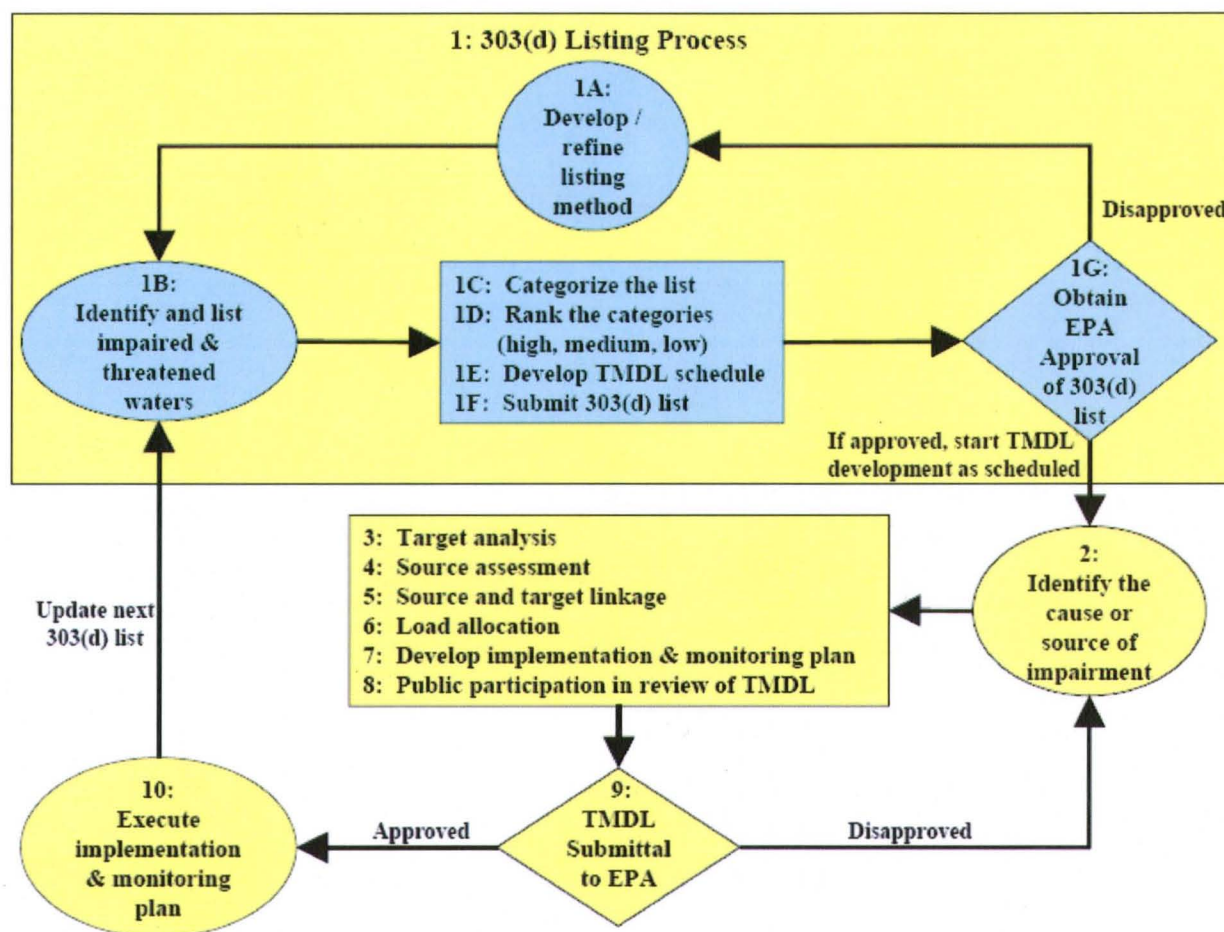 1: 303(d) Listing Process
1A:
Develop /
refine
listing
method
Disapproved
1B:
Identify and list
impaired &
threatened
waters
1C: Categorize the list
1D: Rank the categories
(high, medium, low)
1E: Develop TMDL schedule
1F: Submit 303(d) list
1G:
Obtain
EPA
Approval
of 303(d)
list
If approved, start TMDL
development as scheduled
2:
Identify the
cause or
source of
impairment
3: Target analysis
4: Source assessment
5: Source and target linkage
6: Load allocation
7: Develop implementation & monitoring plan
8: Public participation in review of TMDL
Update next
303(d) list
9:
TMDL
Submittal
to EPA
Approved
Disapproved
10:
Execute
implementation
& monitoring
plan